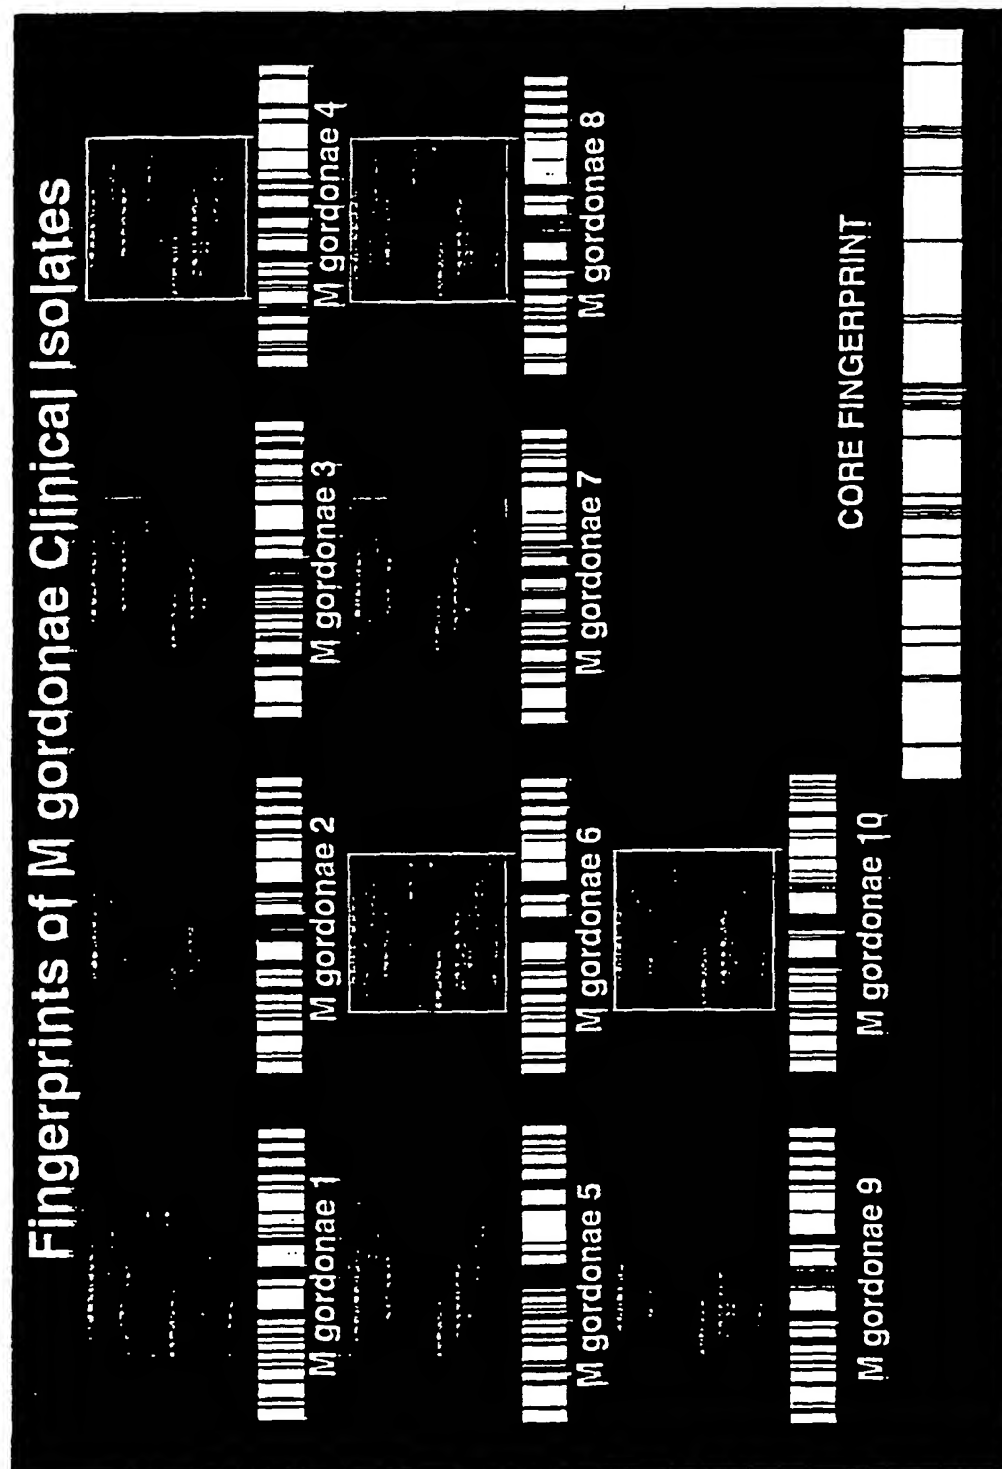 Fingerprints of M gordonae Clinical Isolates
M gordonae 1
M gordonae 2
M gordonae 3
M gordonae 4
M gordonae 5
M gordonae 6
M gordonae 7
M gordonae 8
M gordonae 9
M gordonae 10
CORE FINGERPRINT